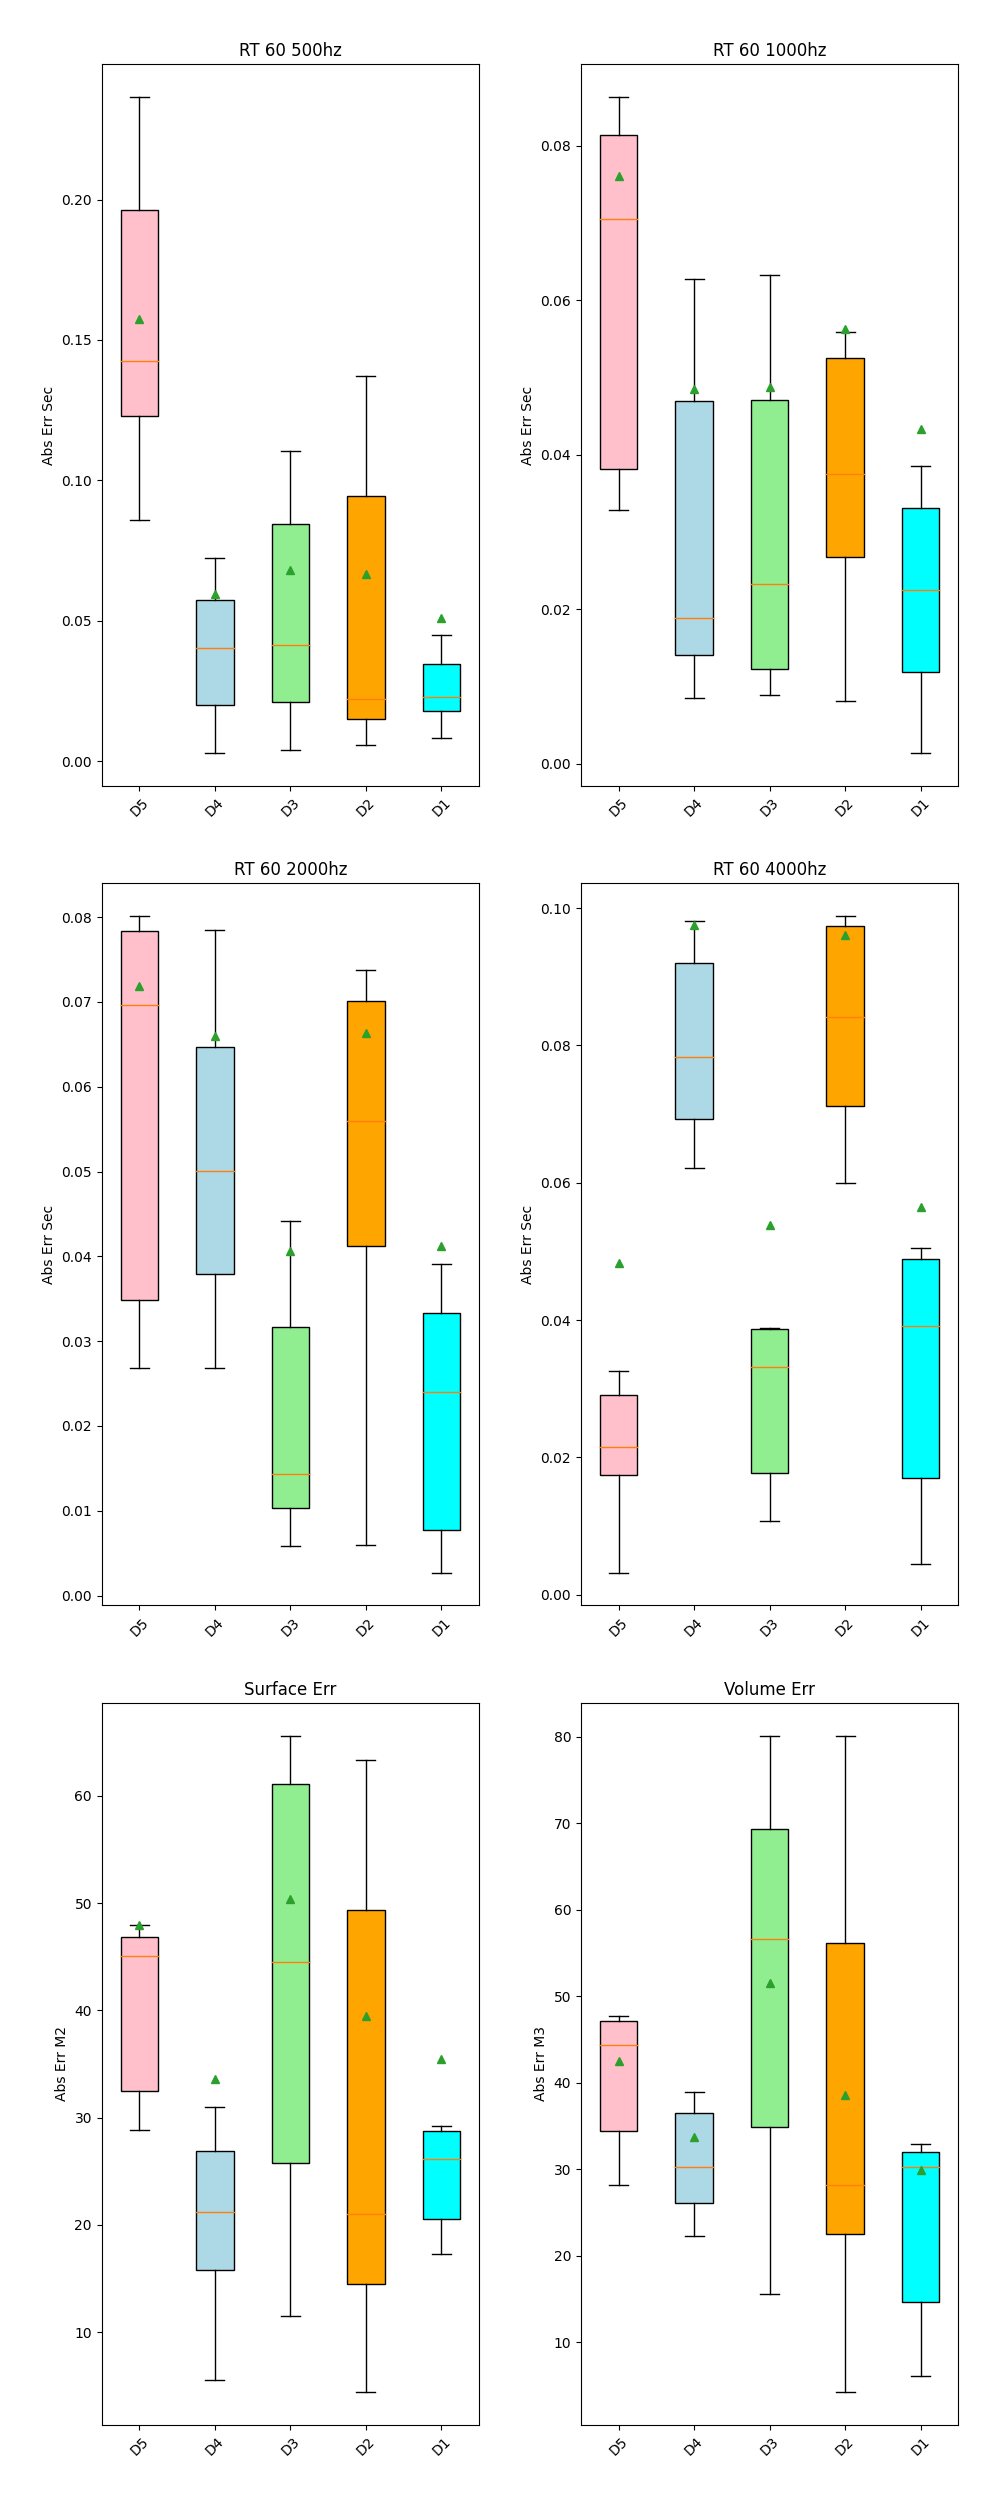 RT 60 500hz
Abs Err Sec
0.20
0.15
0.10
0.05
0.00
D5 D4 D3 D2 D1
RT 60 1000hz
Abs Err Sec
0.08
0.06
0.04
0.02
0.00
D5 D4 D3 D2 D1
RT 60 2000hz
Abs Err Sec
0.08
0.07
0.06
0.05
0.04
0.03
0.02
0.01
0.00
D5 D4 D3 D2 D1
RT 60 4000hz
Abs Err Sec
0.10
0.08
0.06
0.04
0.02
0.00
D5 D4 D3 D2 D1
Surface Err
Abs Err M2
60
50
40
30
20
10
D5 D4 D3 D2 D1
Volume Err
Abs Err M3
80
70
60
50
40
30
20
10
D5 D4 D3 D2 D1